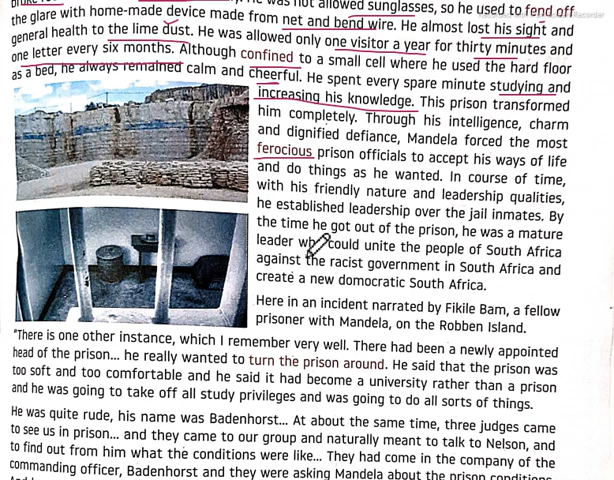 was not allowed sunglasses, so he used to fend off
the glare with home-made device made from net and bend wire. He almost lost his sight and
general health to the lime dust. He was allowed only one visitor a year for thirty minutes and
one letter every six months. Although confined to a small cell where he used the hard floor
as a bed, he always remained calm and cheerful. He spent every spare minute studying and
increasing his knowledge. This prison transformed
him completely. Through his intelligence, charm
and dignified defiance, Mandela forced the most
ferocious prison officials to accept his ways of life
and do things as he wanted. In course of time,
with his friendly nature and leadership qualities,
he established leadership over the jail inmates. By
the time he got out of the prison, he was a mature
leader who could unite the people of South Africa
against the racist government in South Africa and
create a new domocratic South Africa.
Here in an incident narrated by Fikile Bam, a fellow
prisoner with Mandela, on the Robben Island.
"There is one other instance, which I remember very well. There had been a newly appointed
head of the prison... he really wanted to turn the prison around. He said that the prison was
too soft and too comfortable and he said it had become a university rather than a prison
and he was going to take off all study privileges and was going to do all sorts of things.
He was quite rude, his name was Badenhorst... At about the same time, three judges came
to see us in prison... and they came to our group and naturally meant to talk to Nelson, and
to find out from him what the conditions were like... They had come in the company of the
commanding officer, Badenhorst and they were asking Mandela about the prison conditions.